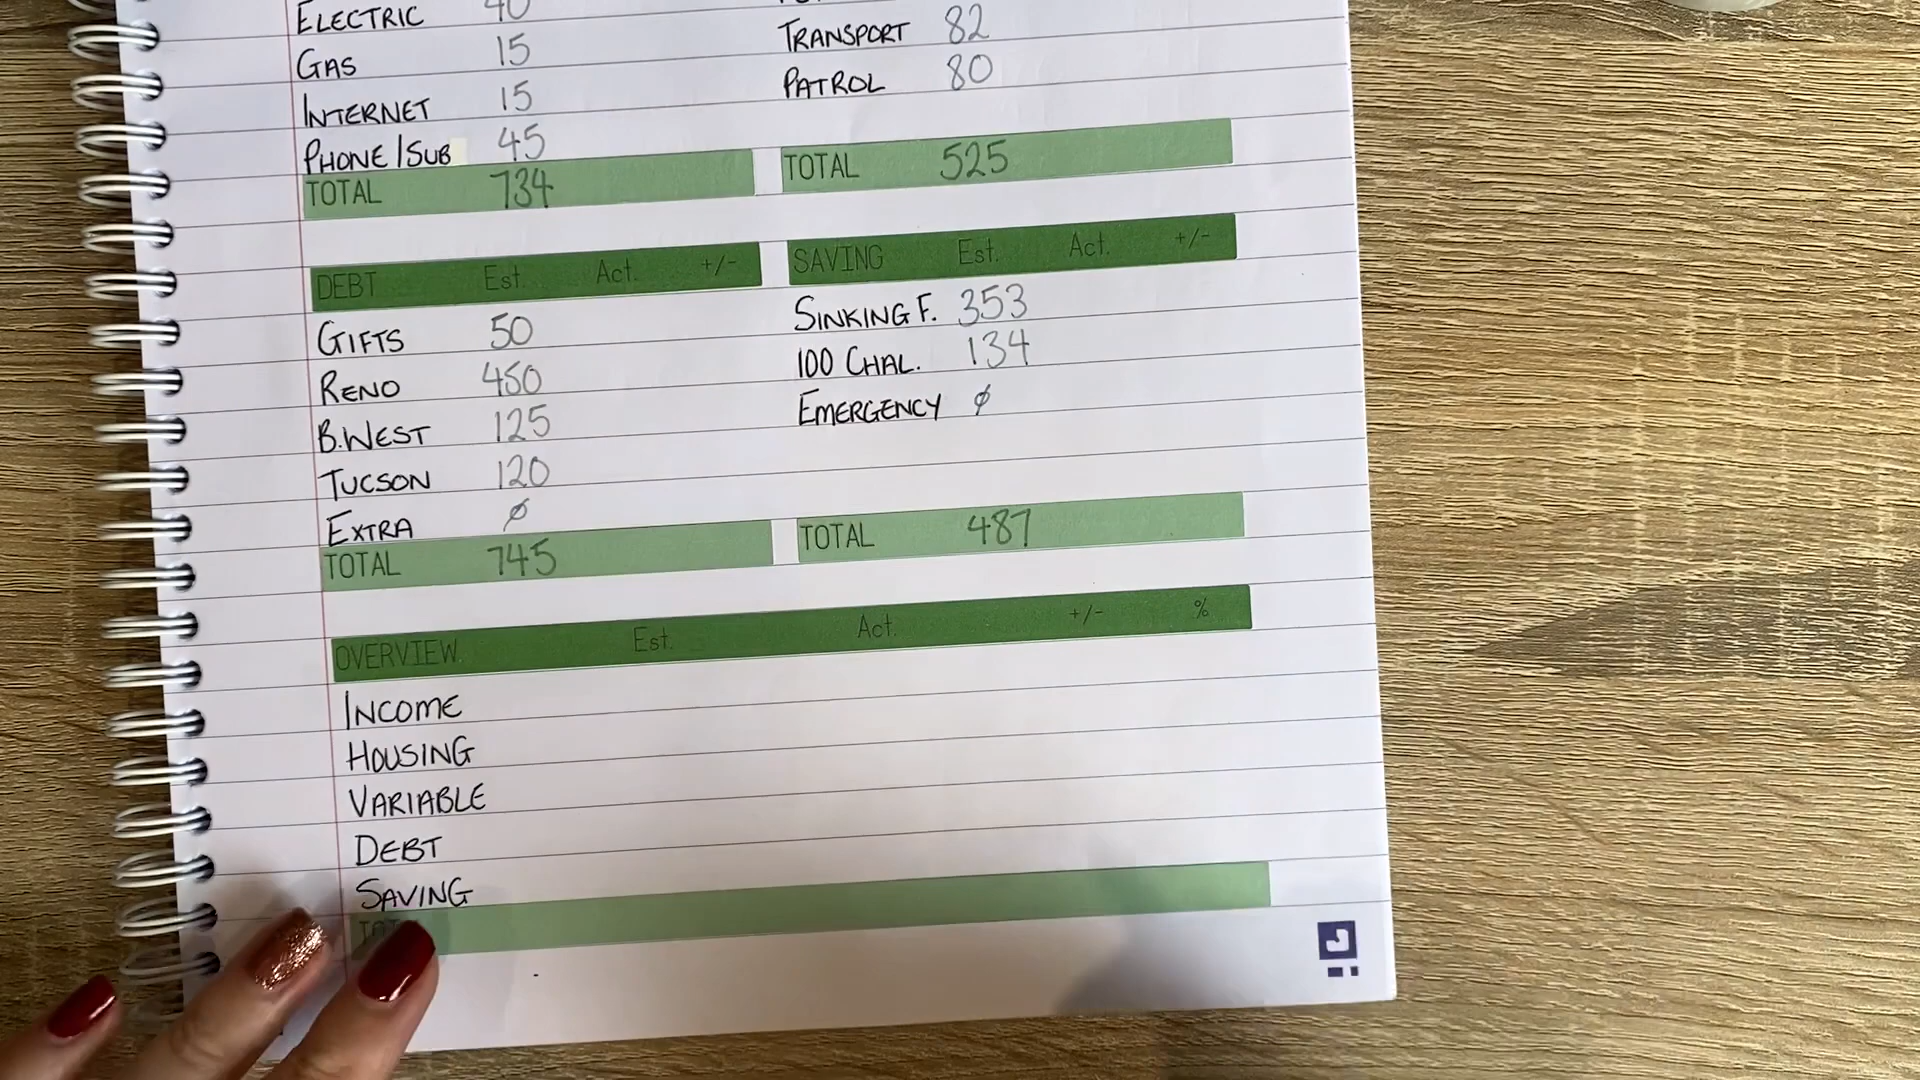 ELECTRIC 40
GAS 15
INTERNET 15
PHONE/SUB 45
TOTAL 734
TRANSPORT 82
PATROL 80
TOTAL 525
DEBT Est. Act. +/-
GIFTS 50
RENO 450
B.WEST 125
TUCSON 120
EXTRA ∅
TOTAL 745
SAVING Est. Act. +/-
SINKING F. 353
100 CHAL. 134
EMERGENCY ∅
TOTAL 487
OVERVIEW Est. Act. +/- %
INCOME
HOUSING
VARIABLE
DEBT
SAVING